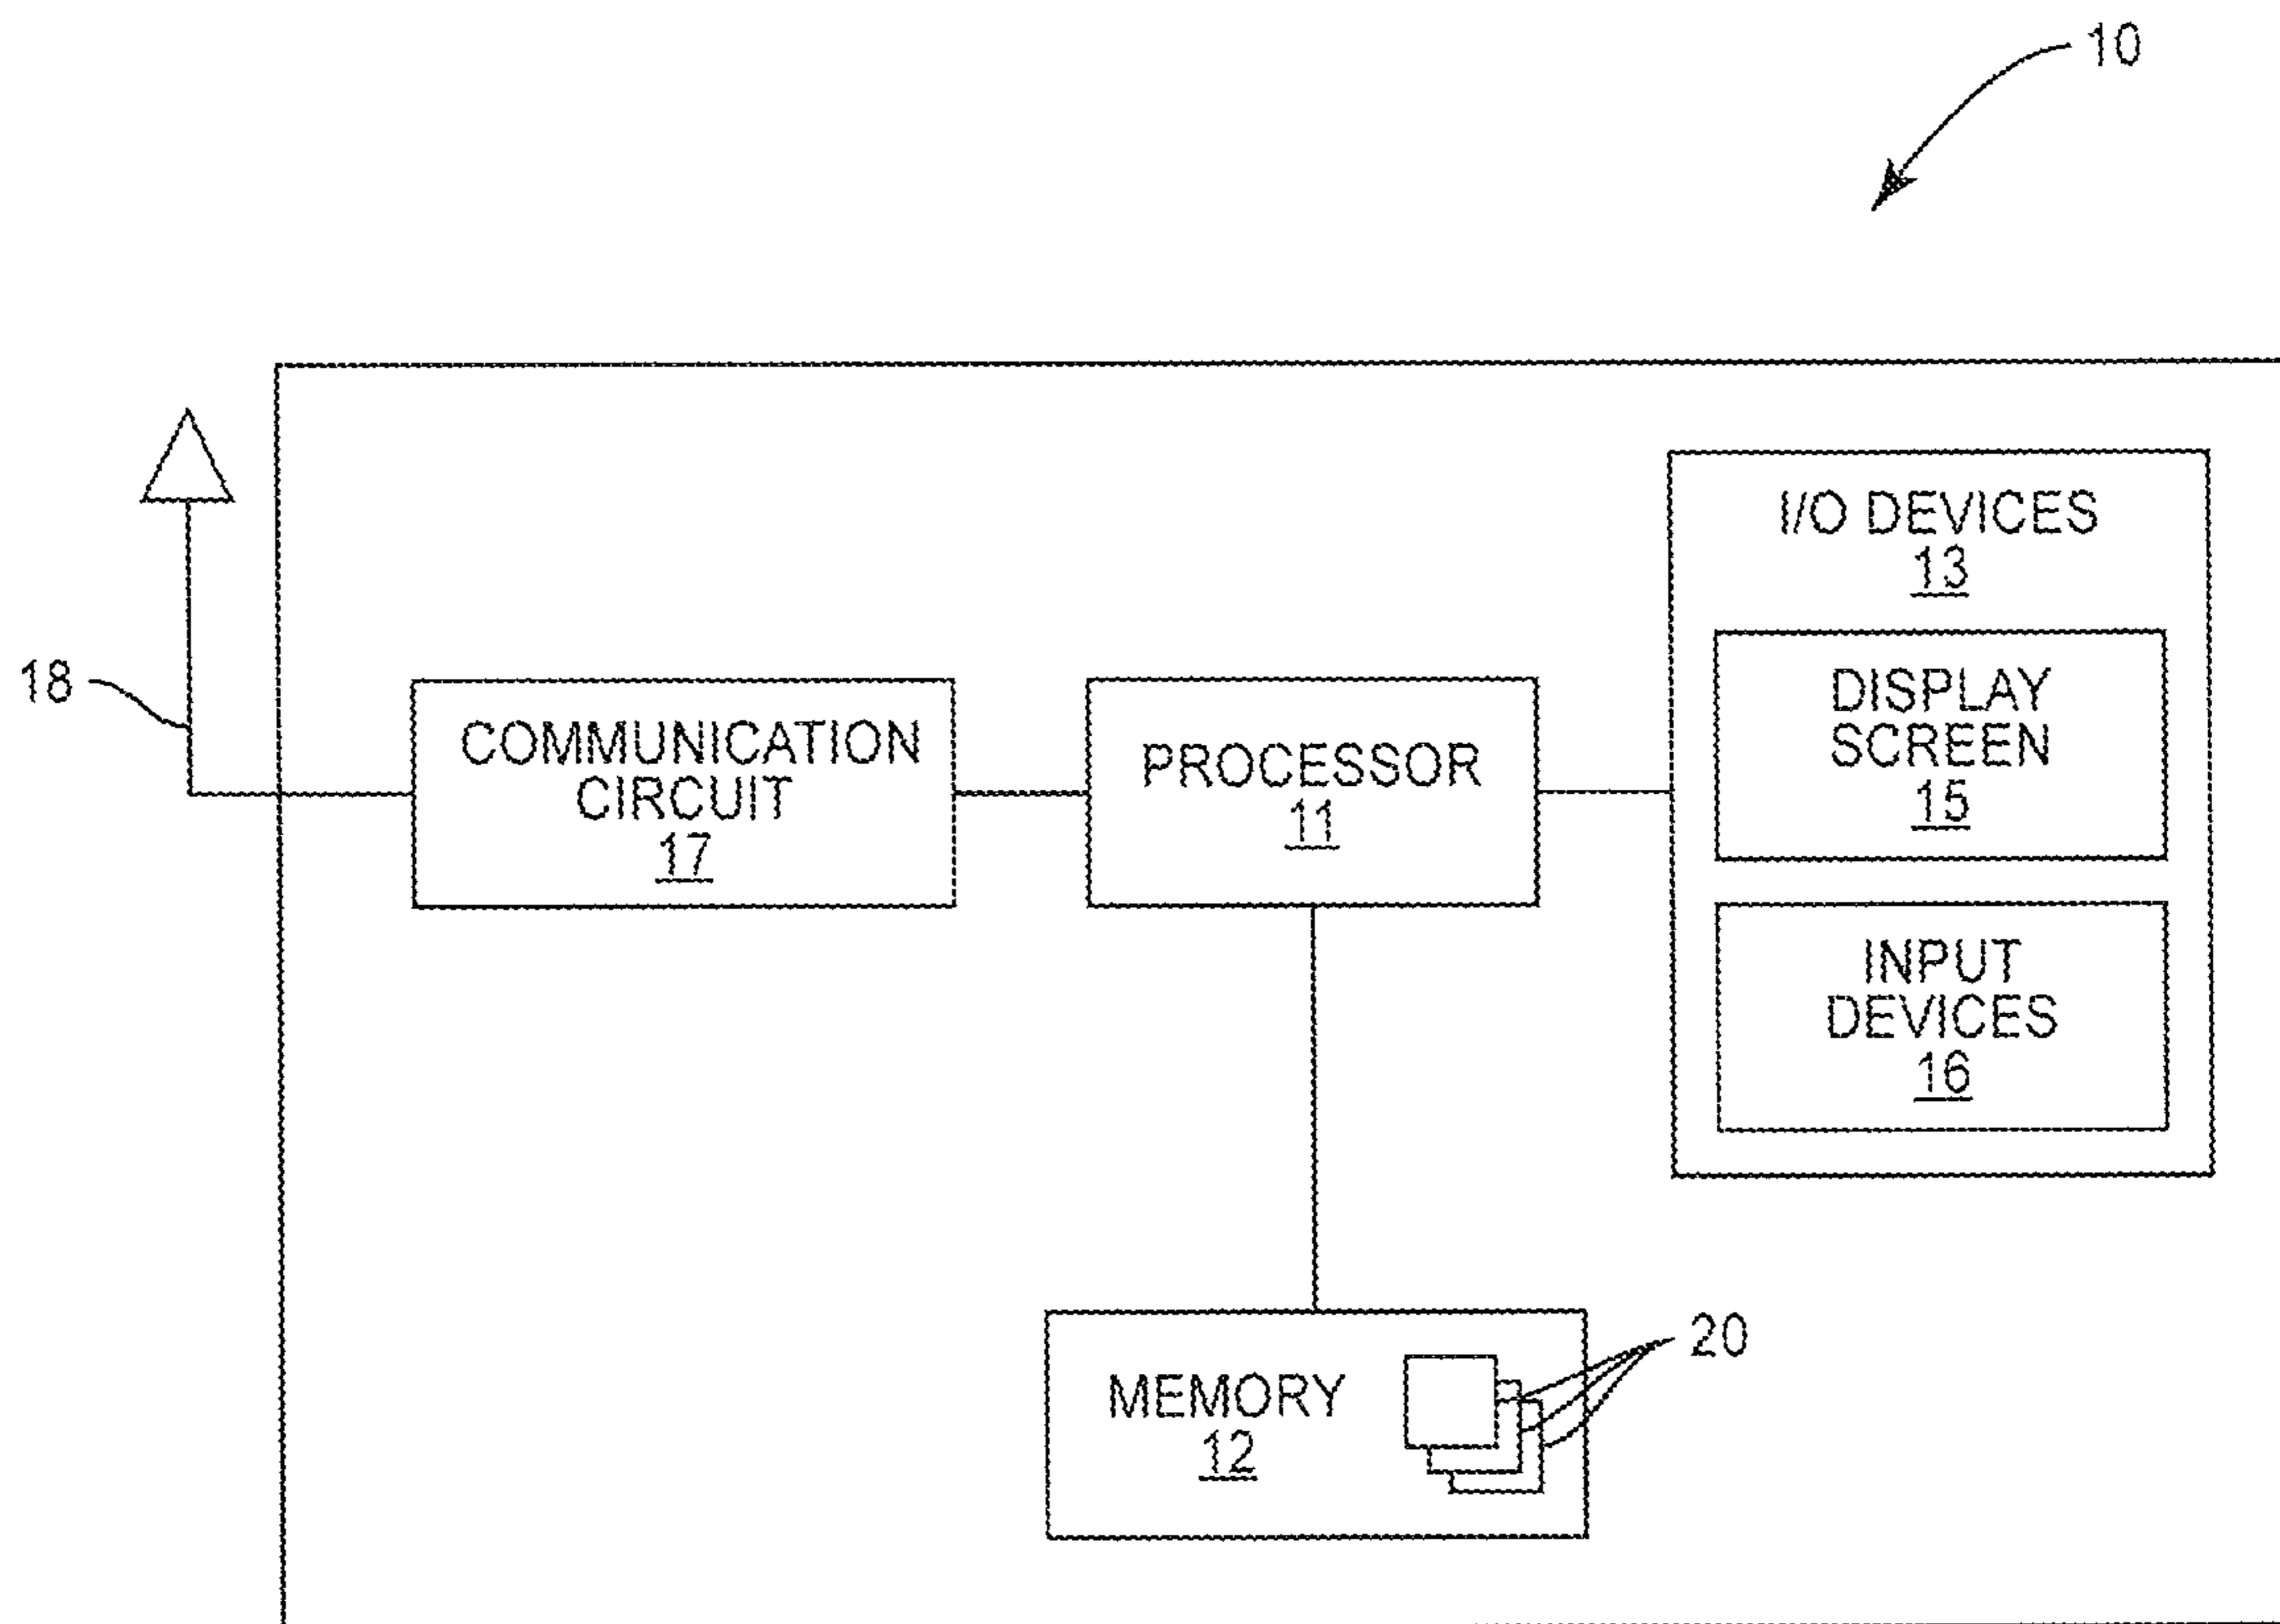 10
I/O DEVICES
13
18
COMMUNICATION
CIRCUIT
17
PROCESSOR
11
DISPLAY
SCREEN
15
INPUT
DEVICES
16
MEMORY
12
20